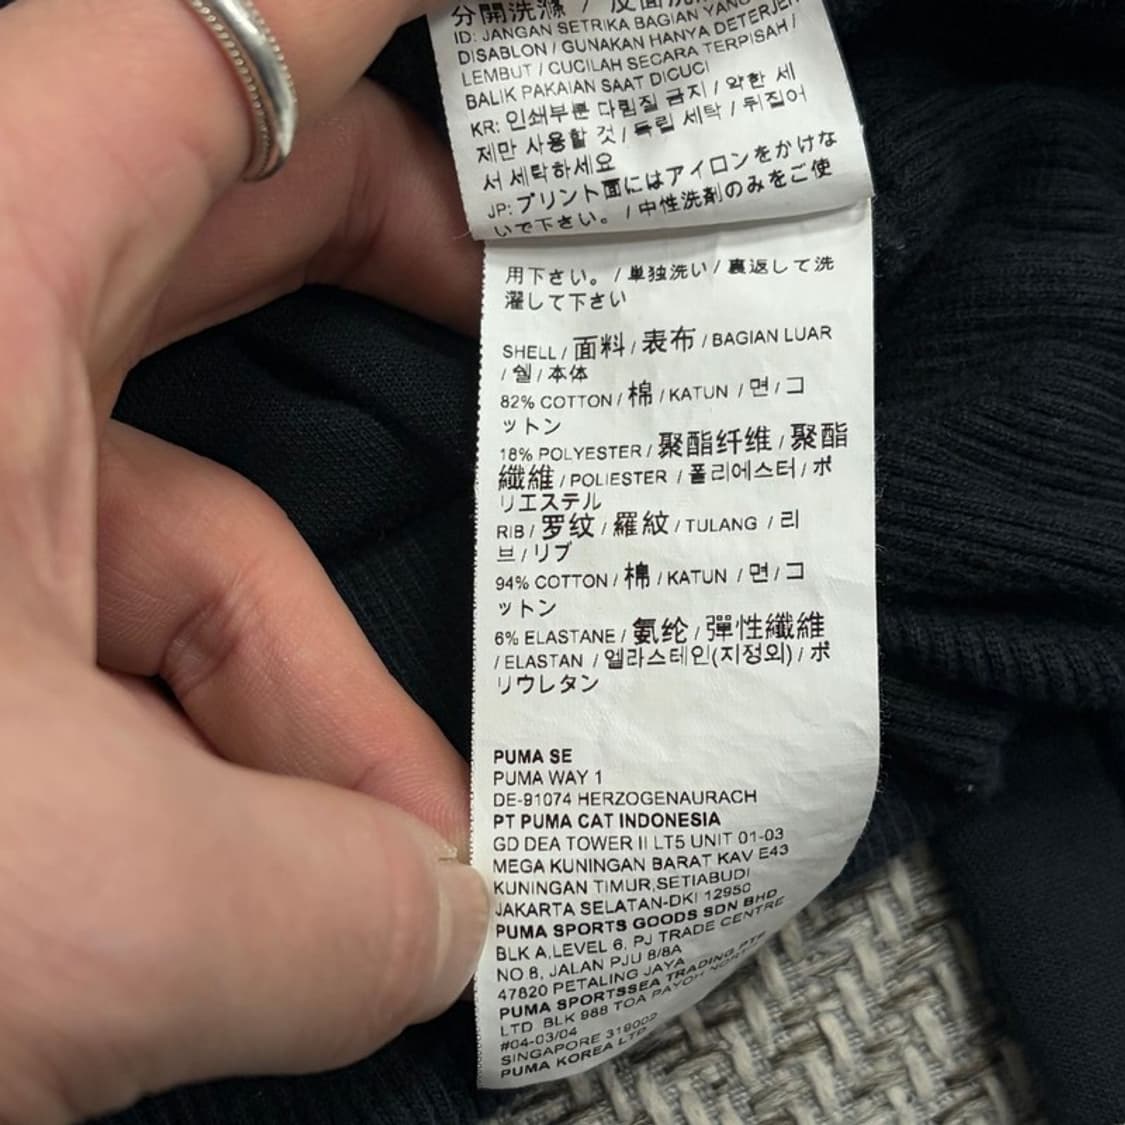 分開洗滌 / 反面洗
ID: JANGAN SETRIKA BAGIAN YANG
DISABLON / GUNAKAN HANYA DETERJEN
LEMBUT / CUCILAH SECARA TERPISAH /
BALIK PAKAIAN SAAT DICUCI
KR: 인쇄부분 다림질 금지 / 약한 세
제만 사용할 것 / 독립 세탁 / 뒤집어
서 세탁하세요
JP: プリント面にはアイロンをかけな
いで下さい。 / 中性洗剤のみをご使
用下さい。 / 単独洗い / 裏返して洗
濯して下さい
SHELL / 面料 / 表布 / BAGIAN LUAR
/ 쉘 / 本体
82% COTTON / 棉 / KATUN / 면 / コ
ットン
18% POLYESTER / 聚酯纤维 / 聚酯
纖維 / POLIESTER / 폴리에스터 / ポ
リエステル
RIB / 罗纹 / 羅紋 / TULANG / 리
브 / リブ
94% COTTON / 棉 / KATUN / 면 / コ
ットン
6% ELASTANE / 氨纶 / 彈性纖維
/ ELASTAN / 엘라스테인(지정외) / ポ
リウレタン
PUMA SE
PUMA WAY 1
DE-91074 HERZOGENAURACH
PT PUMA CAT INDONESIA
GD DEA TOWER II LT5 UNIT 01-03
MEGA KUNINGAN BARAT KAV E43
KUNINGAN TIMUR,SETIABUDI
JAKARTA SELATAN-DKI 12950
PUMA SPORTS GOODS SDN BHD
BLK A,LEVEL 6, PJ TRADE CENTRE
NO 8, JALAN PJU 8/8A
47820 PETALING JAYA
PUMA SPORTSSEA TRADING PTE
LTD BLK 988 TOA PAYOH NORTH
#04-03/04
SINGAPORE 319002
PUMA KOREA LTD